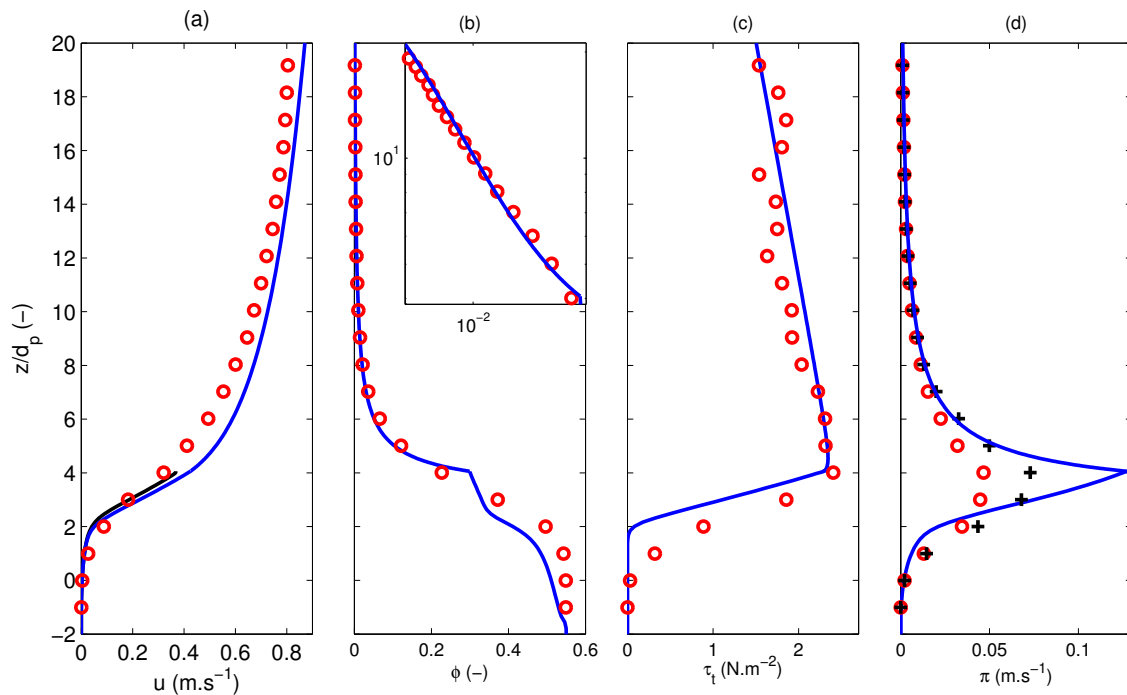 (a)
(b)
(c)
(d)
20
18
16
14
12
10
8
6
4
2
0
−2
z/d_p (−)
10^1
10^−2
0 0.2 0.4 0.6 0.8
0 0.2 0.4 0.6
0 1 2
0 0.05 0.1
u (m.s^−1)
ϕ (−)
τ_t (N.m^−2)
π (m.s^−1)